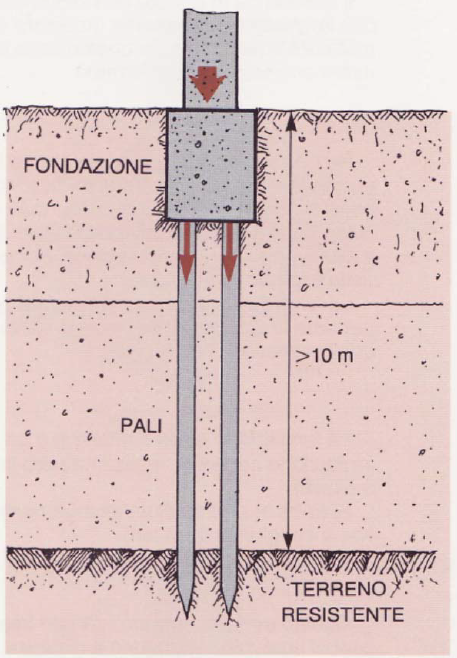 FONDAZIONE
>10 m
PALI
TERRENO
RESISTENTE